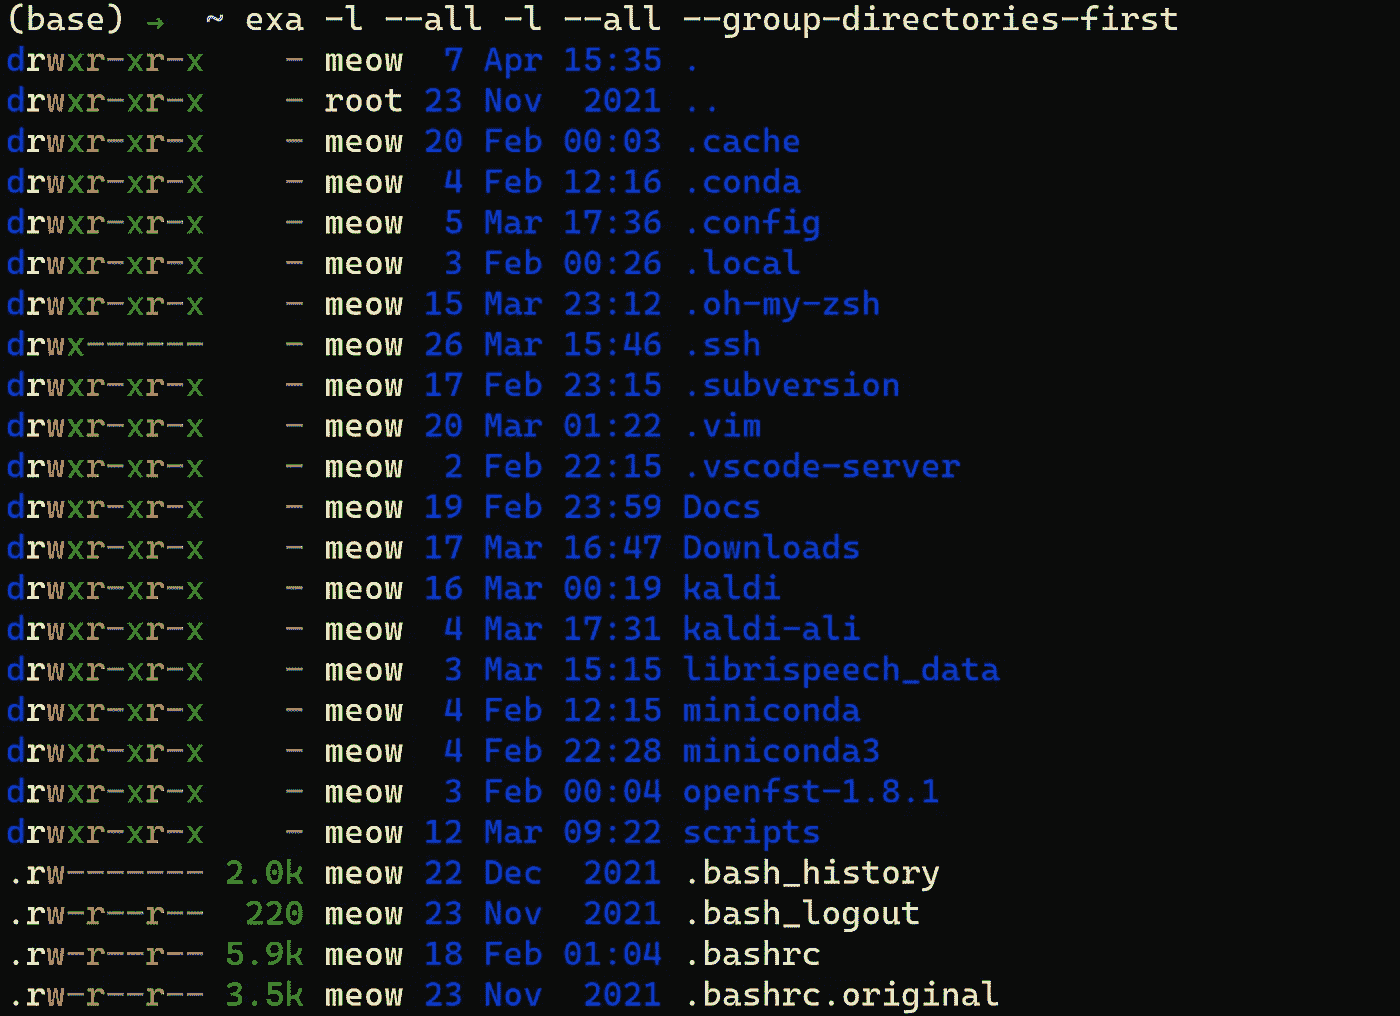 (base) →  ~ exa -l --all -l --all --group-directories-first
drwxr-xr-x    - meow  7 Apr 15:35 .
drwxr-xr-x    - root 23 Nov  2021 ..
drwxr-xr-x    - meow 20 Feb 00:03 .cache
drwxr-xr-x    - meow  4 Feb 12:16 .conda
drwxr-xr-x    - meow  5 Mar 17:36 .config
drwxr-xr-x    - meow  3 Feb 00:26 .local
drwxr-xr-x    - meow 15 Mar 23:12 .oh-my-zsh
drwx------    - meow 26 Mar 15:46 .ssh
drwxr-xr-x    - meow 17 Feb 23:15 .subversion
drwxr-xr-x    - meow 20 Mar 01:22 .vim
drwxr-xr-x    - meow  2 Feb 22:15 .vscode-server
drwxr-xr-x    - meow 19 Feb 23:59 Docs
drwxr-xr-x    - meow 17 Mar 16:47 Downloads
drwxr-xr-x    - meow 16 Mar 00:19 kaldi
drwxr-xr-x    - meow  4 Mar 17:31 kaldi-ali
drwxr-xr-x    - meow  3 Mar 15:15 librispeech_data
drwxr-xr-x    - meow  4 Feb 12:15 miniconda
drwxr-xr-x    - meow  4 Feb 22:28 miniconda3
drwxr-xr-x    - meow  3 Feb 00:04 openfst-1.8.1
drwxr-xr-x    - meow 12 Mar 09:22 scripts
.rw------- 2.0k meow 22 Dec  2021 .bash_history
.rw-r--r--  220 meow 23 Nov  2021 .bash_logout
.rw-r--r-- 5.9k meow 18 Feb 01:04 .bashrc
.rw-r--r-- 3.5k meow 23 Nov  2021 .bashrc.original